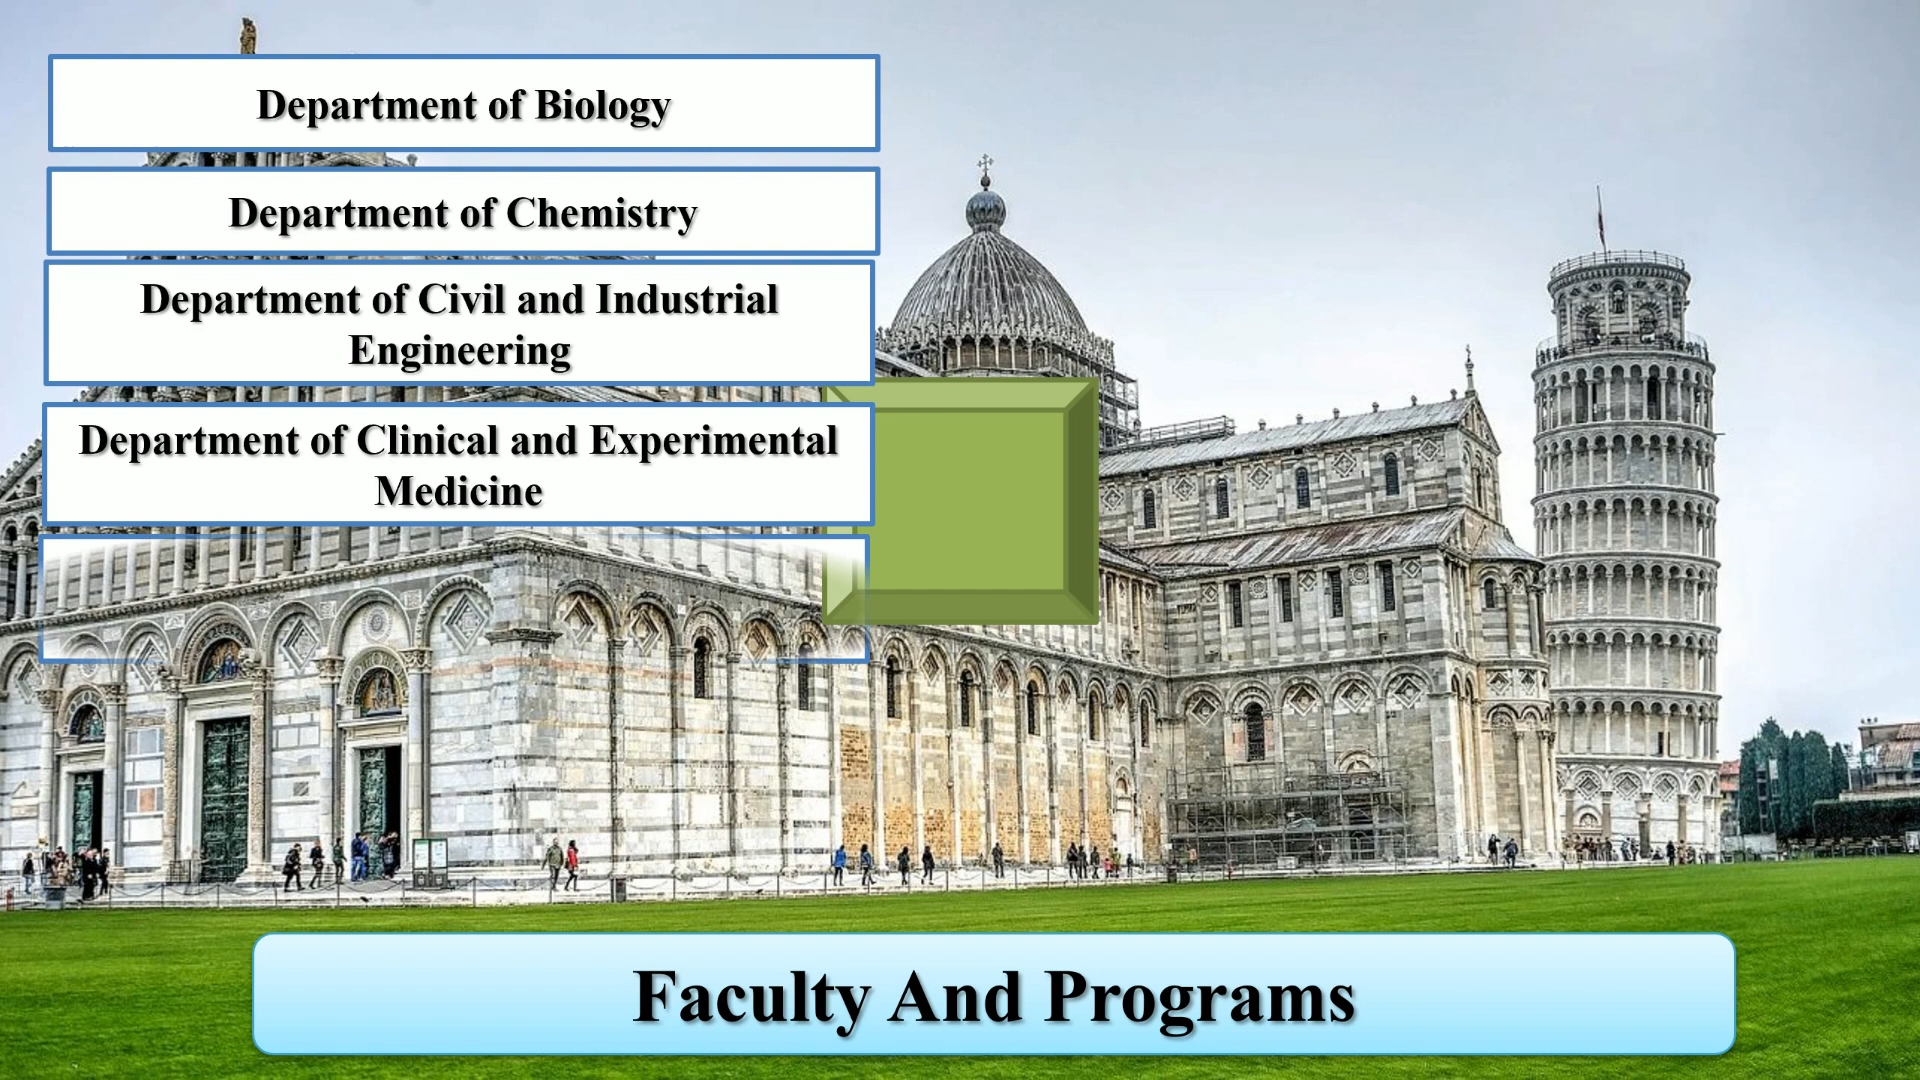 Department of Biology
Department of Chemistry
Department of Civil and Industrial
Engineering
Department of Clinical and Experimental
Medicine
Faculty And Programs